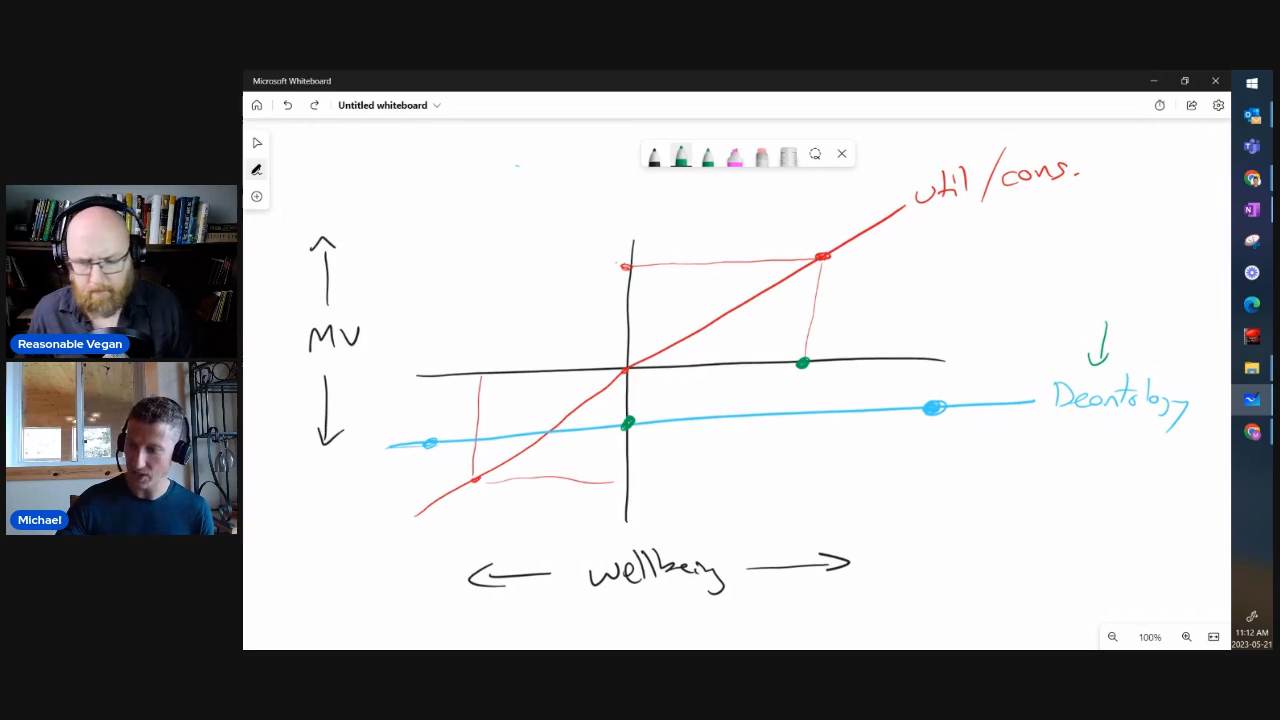 Microsoft Whiteboard
Untitled whiteboard
util/cons.
MV
Deontology
wellbeing
Reasonable Vegan
Michael
100%
11:12 AM
2023-05-21